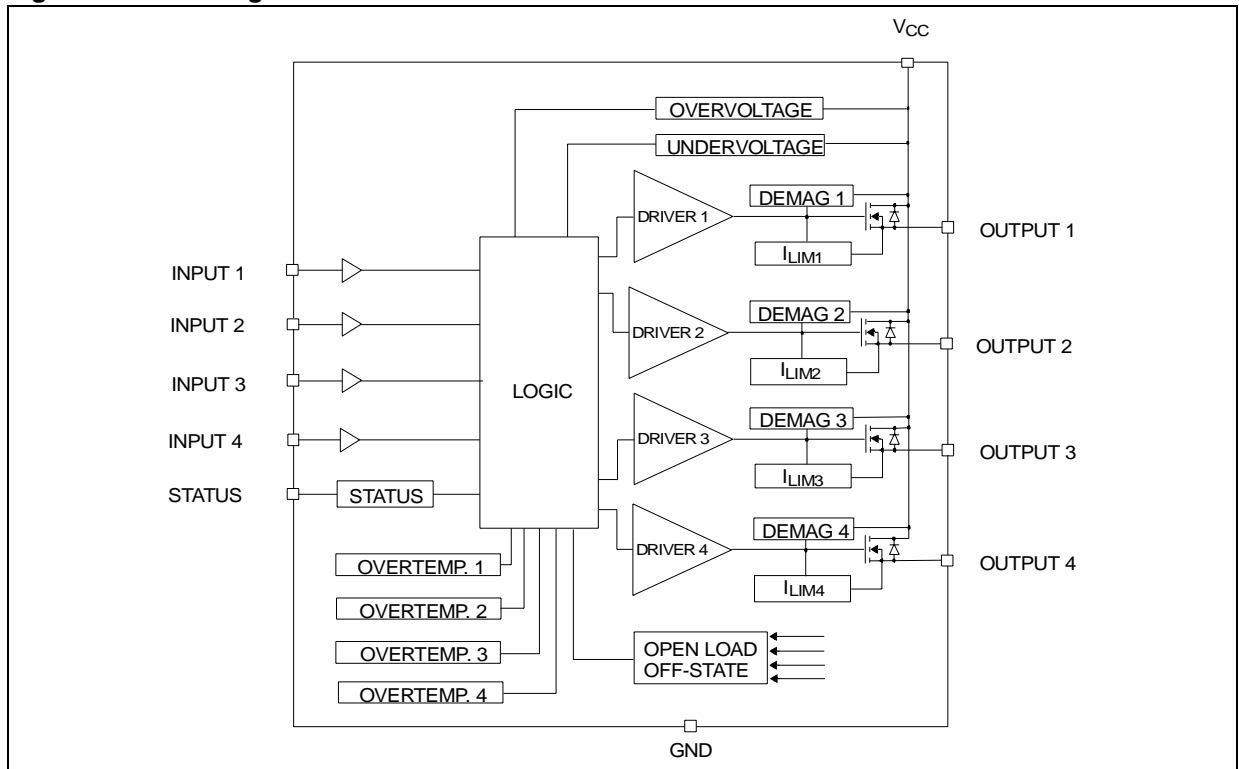 VCC
OVERVOLTAGE
UNDERVOLTAGE
DEMAG 1
DRIVER 1
ILIM1
OUTPUT 1
INPUT 1
INPUT 2
INPUT 3
INPUT 4
STATUS
STATUS
LOGIC
DEMAG 2
DRIVER 2
ILIM2
OUTPUT 2
DEMAG 3
DRIVER 3
ILIM3
OUTPUT 3
DEMAG 4
DRIVER 4
ILIM4
OUTPUT 4
OVERTEMP. 1
OVERTEMP. 2
OVERTEMP. 3
OVERTEMP. 4
OPEN LOAD
OFF-STATE
GND